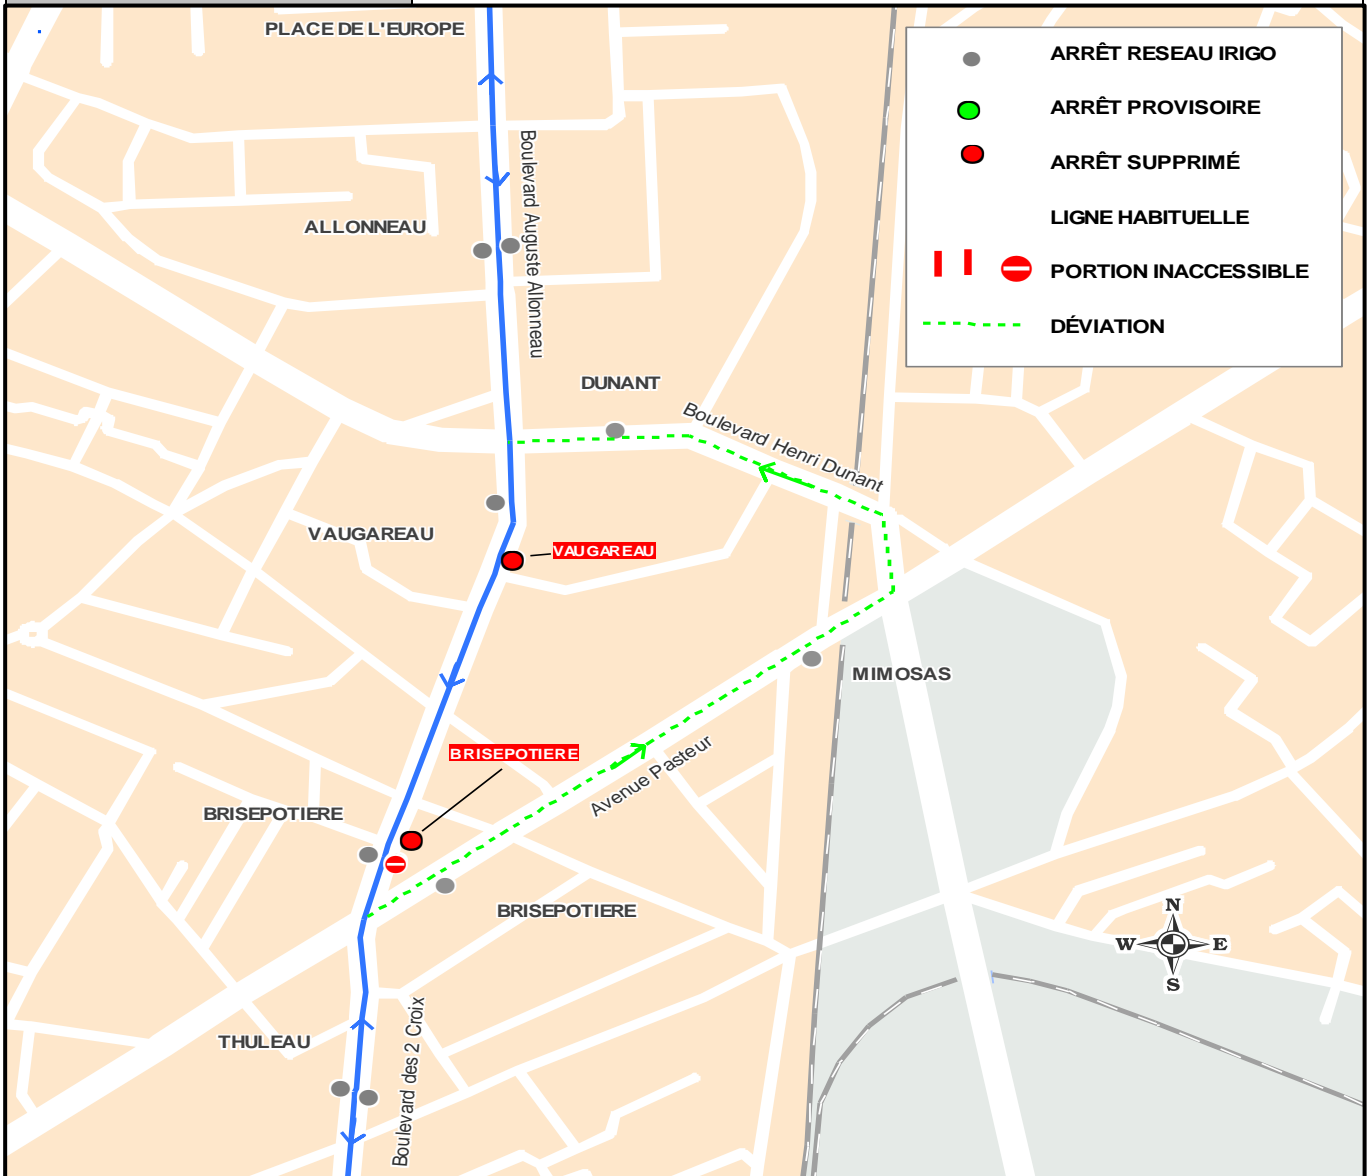 PLACE DE L'EUROPE
ARRÊT RESEAU IRIGO
ARRÊT PROVISOIRE
ARRÊT SUPPRIMÉ
LIGNE HABITUELLE
PORTION INACCESSIBLE
DÉVIATION
Boulevard Auguste Allonneau
ALLONNEAU
DUNANT
Boulevard Henri Dunant
VAUGAREAU
VAUGAREAU
MIMOSAS
BRISEPOTIERE
Avenue Pasteur
BRISEPOTIERE
BRISEPOTIERE
N
W E
S
THULEAU
Boulevard des 2 Croix